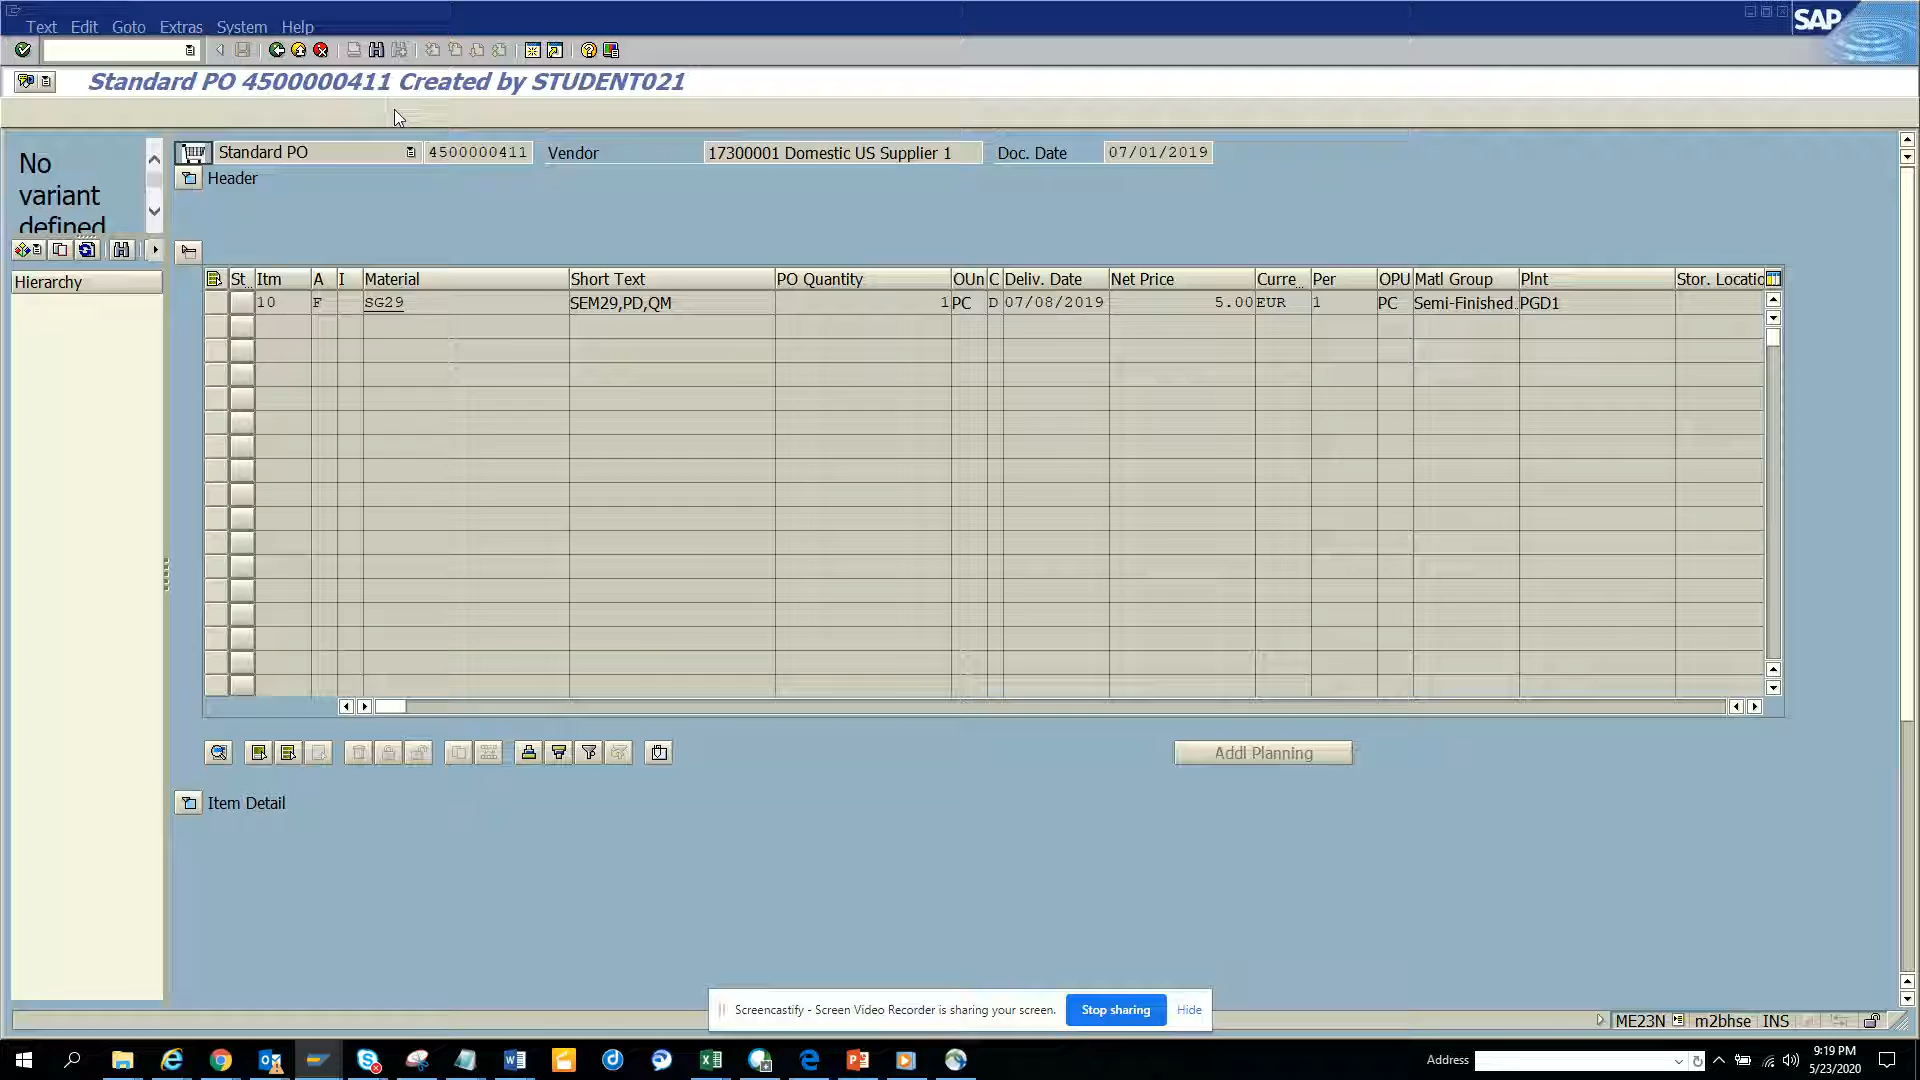 Text Edit Goto Extras System Help
SAP
Standard PO 4500000411 Created by STUDENT021
No
variant
defined
Standard PO 4500000411 Vendor 17300001 Domestic US Supplier 1 Doc. Date 07/01/2019
Header
Hierarchy
St.. Itm A I Material Short Text PO Quantity OUn C Deliv. Date Net Price Curre.. Per OPU Matl Group Plnt Stor. Locatio
10 F SG29 SEM29,PD,QM 1 PC D 07/08/2019 5.00 EUR 1 PC Semi-Finished.. PGD1
Addl Planning
Item Detail
Screencastify - Screen Video Recorder is sharing your screen. Stop sharing Hide
ME23N m2bhse INS
Address
9:19 PM
5/23/2020